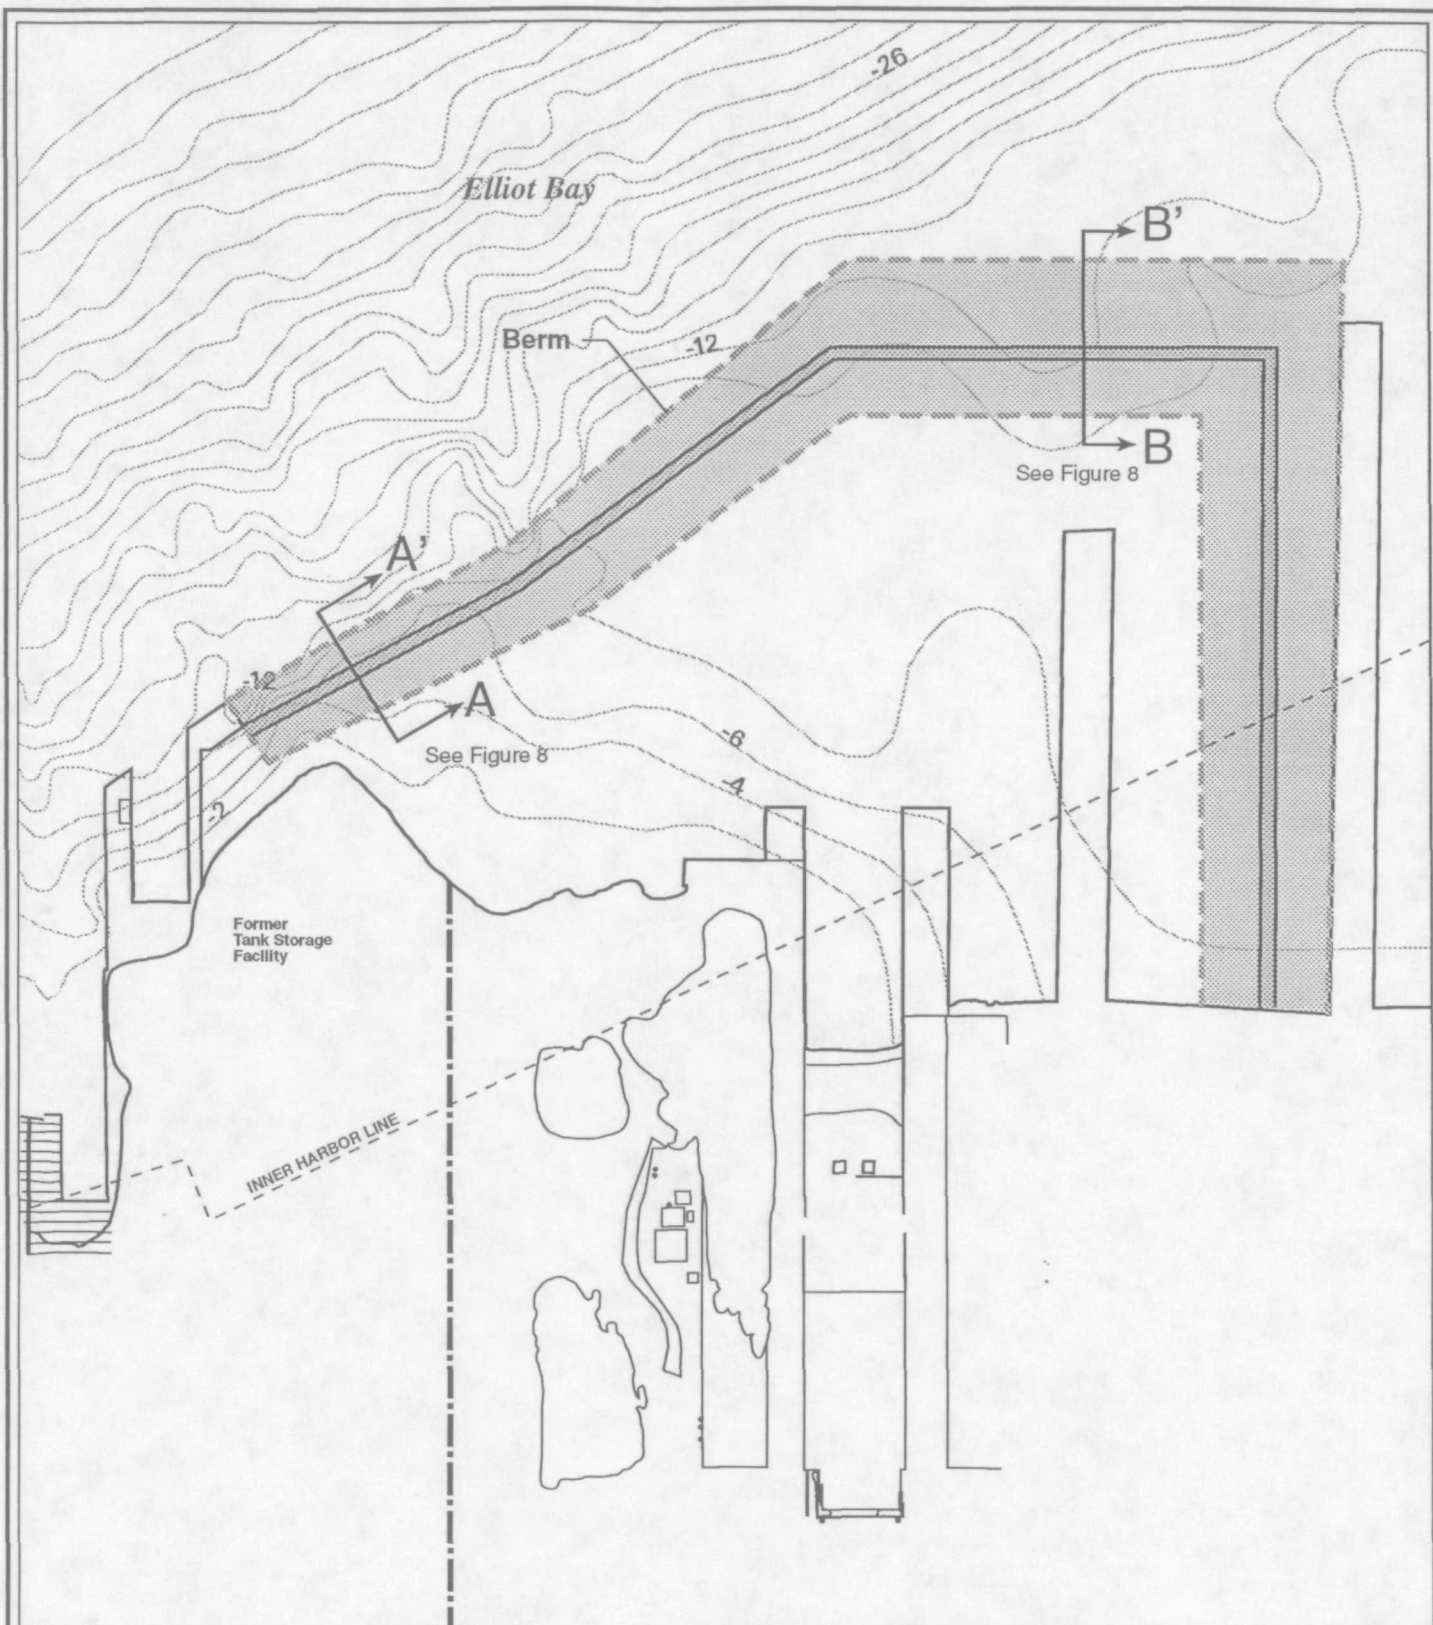 -26
Elliot Bay
B'
Berm
-12
B
See Figure 8
A'
-12
A
See Figure 8
-6
-4
-2
Former
Tank Storage
Facility
INNER HARBOR LINE